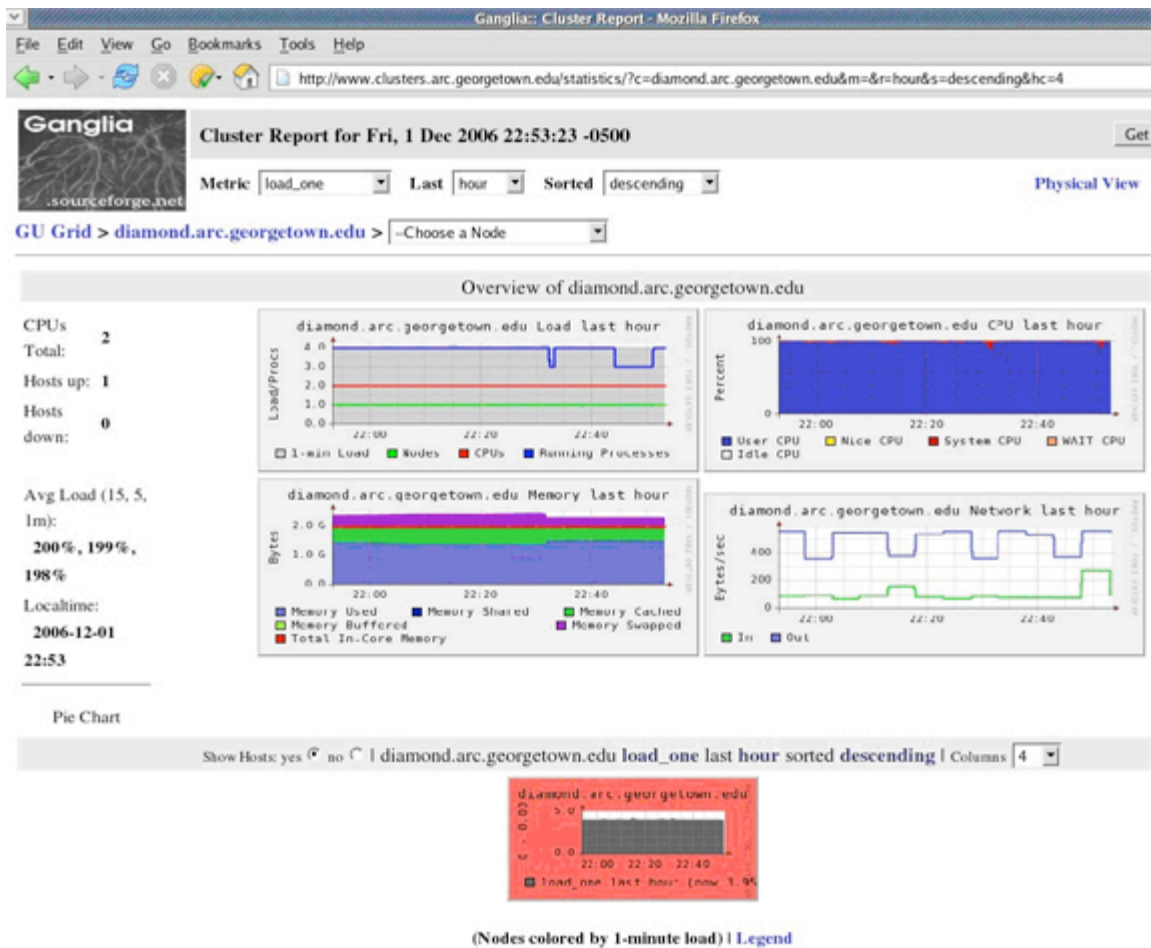 Ganglia:: Cluster Report - Mozilla Firefox
File Edit View Go Bookmarks Tools Help
http://www.clusters.arc.georgetown.edu/statistics/?c=diamond.arc.georgetown.edu&m=&r=hour&s=descending&hc=4
Ganglia
.sourceforge.net
Cluster Report for Fri, 1 Dec 2006 22:53:23 -0500
Get
Metric load_one Last hour Sorted descending
Physical View
GU Grid > diamond.arc.georgetown.edu > --Choose a Node
Overview of diamond.arc.georgetown.edu
CPUs
Total: 2
Hosts up: 1
Hosts
down: 0
Avg Load (15, 5,
1m):
200%, 199%,
198%
Localtime:
2006-12-01
22:53
Pie Chart
diamond.arc.georgetown.edu Load last hour
Load/Procs
4.0
3.0
2.0
1.0
0.0
22:00 22:20 22:40
1-min Load Nodes CPUs Running Processes
diamond.arc.georgetown.edu CPU last hour
Percent
100
0
22:00 22:20 22:40
User CPU Nice CPU System CPU WAIT CPU
Idle CPU
diamond.arc.georgetown.edu Memory last hour
Bytes
2.0 G
1.0 G
0.0
22:00 22:20 22:40
Memory Used Memory Shared Memory Cached
Memory Buffered Memory Swapped
Total In-Core Memory
diamond.arc.georgetown.edu Network last hour
Bytes/sec
400
200
0
22:00 22:20 22:40
In Out
Show Hosts: yes no | diamond.arc.georgetown.edu load_one last hour sorted descending | Columns 4
diamond.arc.georgetown.edu
5.0
0.0
22:00 22:20 22:40
load_one last hour (now 3.95
(Nodes colored by 1-minute load) | Legend